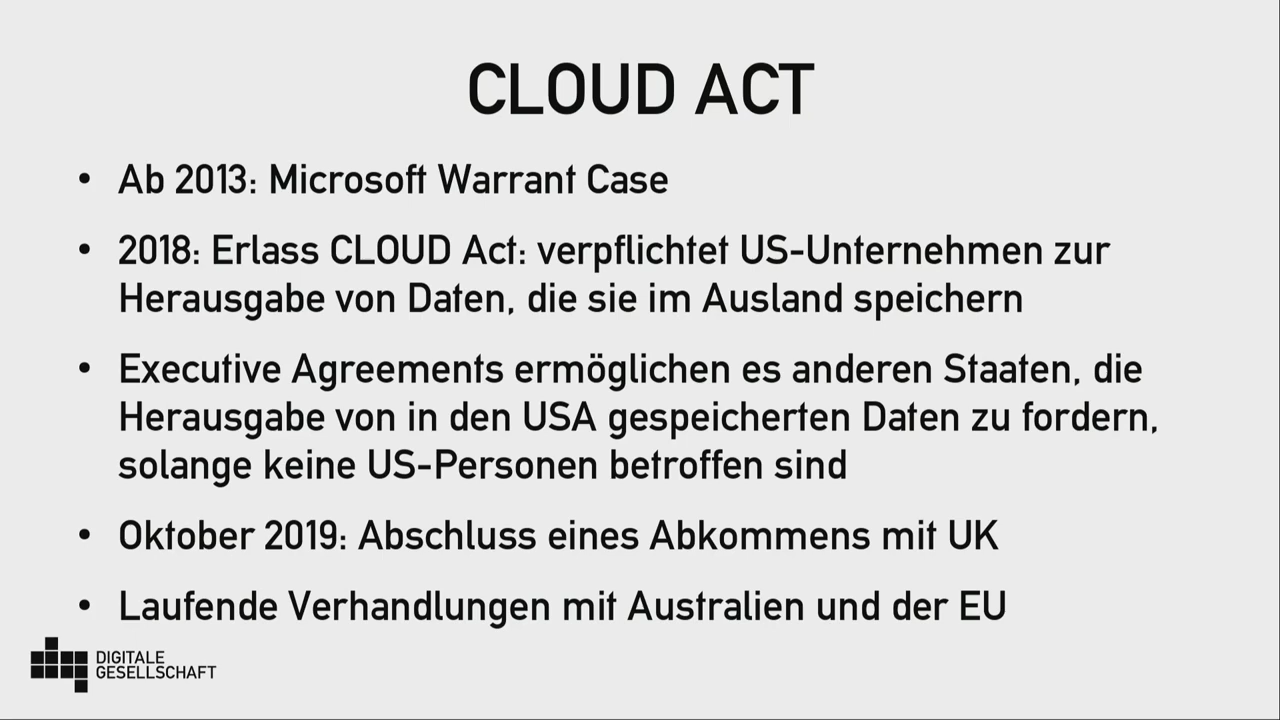 CLOUD ACT
• Ab 2013: Microsoft Warrant Case
• 2018: Erlass CLOUD Act: verpflichtet US-Unternehmen zur
Herausgabe von Daten, die sie im Ausland speichern
• Executive Agreements ermöglichen es anderen Staaten, die
Herausgabe von in den USA gespeicherten Daten zu fordern,
solange keine US-Personen betroffen sind
• Oktober 2019: Abschluss eines Abkommens mit UK
• Laufende Verhandlungen mit Australien und der EU
DIGITALE
GESELLSCHAFT